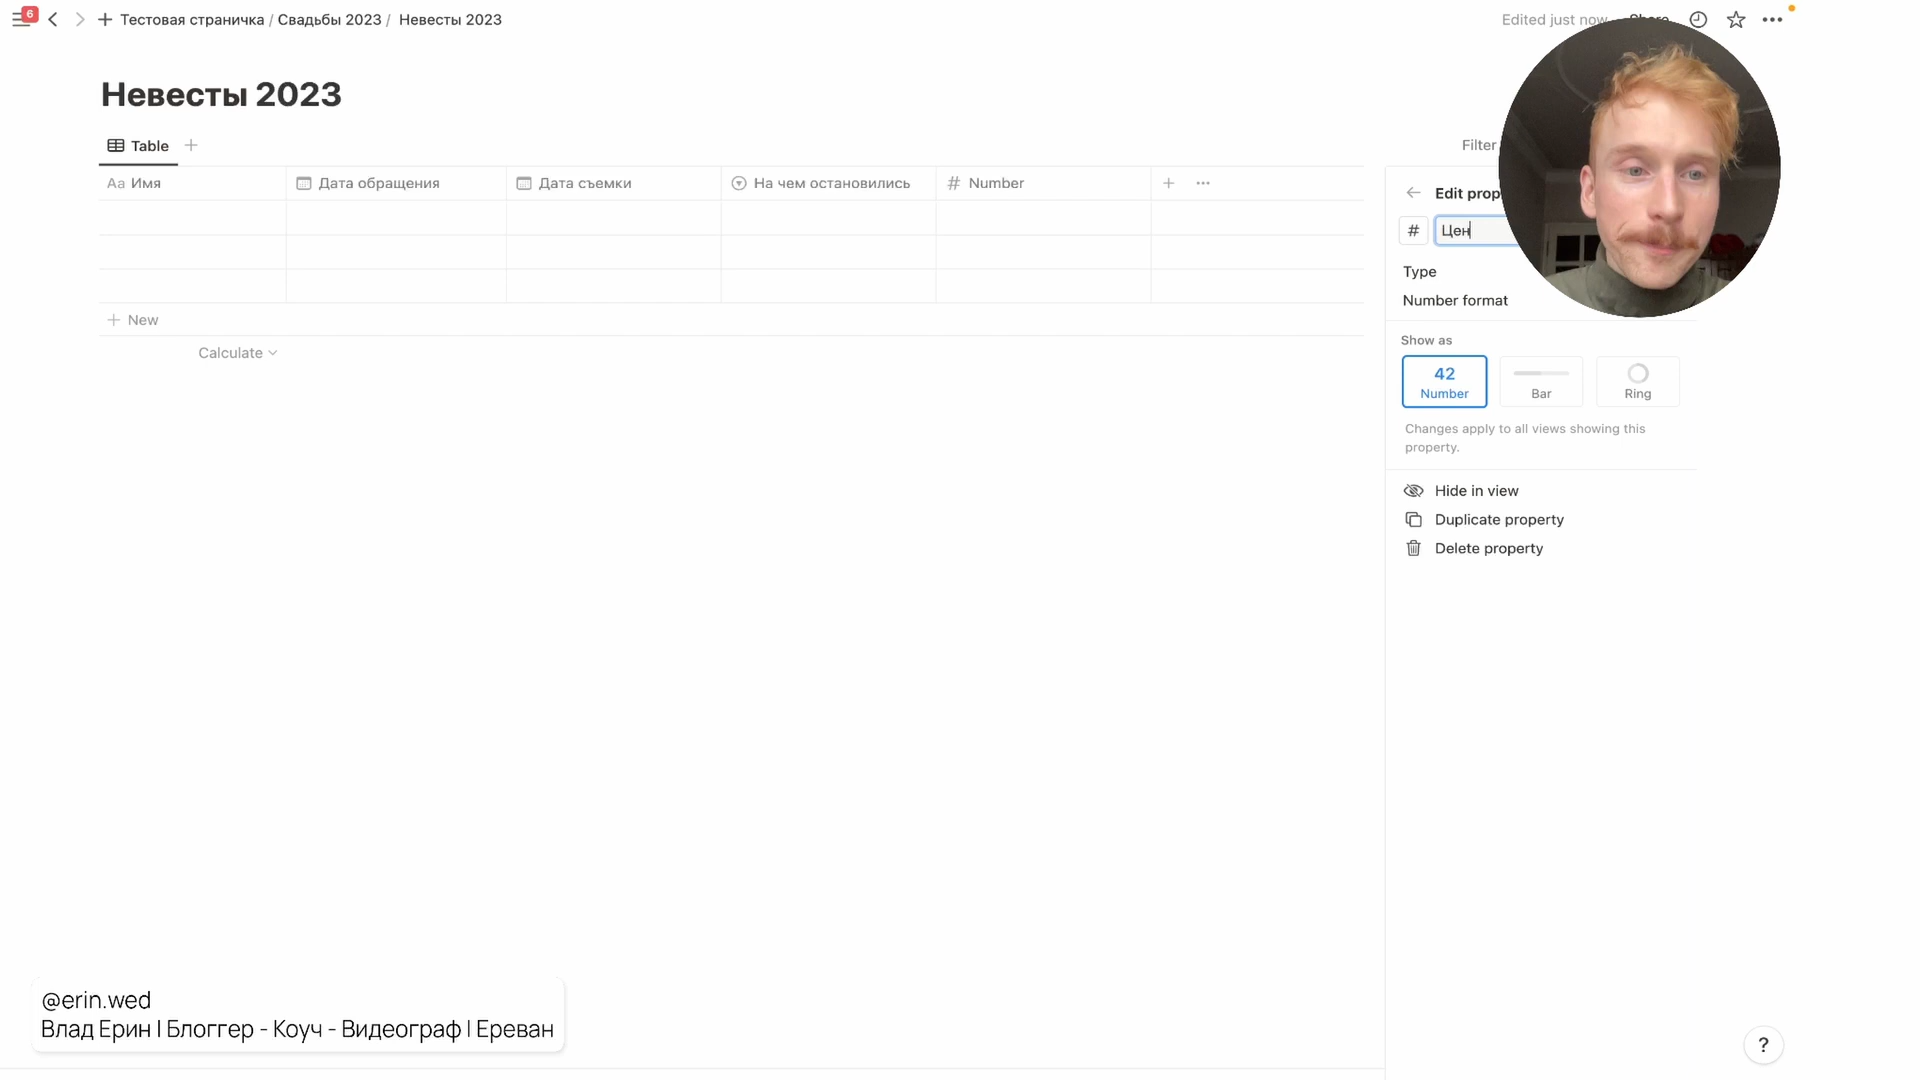 6
Тестовая страничка / Свадьбы 2023 / Невесты 2023
Edited just now Share
Невесты 2023
Table
Filter
Aa Имя Дата обращения Дата съемки На чем остановились # Number
+ New
Calculate
Edit prop
# Цен
Type
Number format
Show as
42
Number Bar Ring
Changes apply to all views showing this
property.
Hide in view
Duplicate property
Delete property
@erin.wed
Влад Ерин | Блоггер - Коуч - Видеограф | Ереван
?